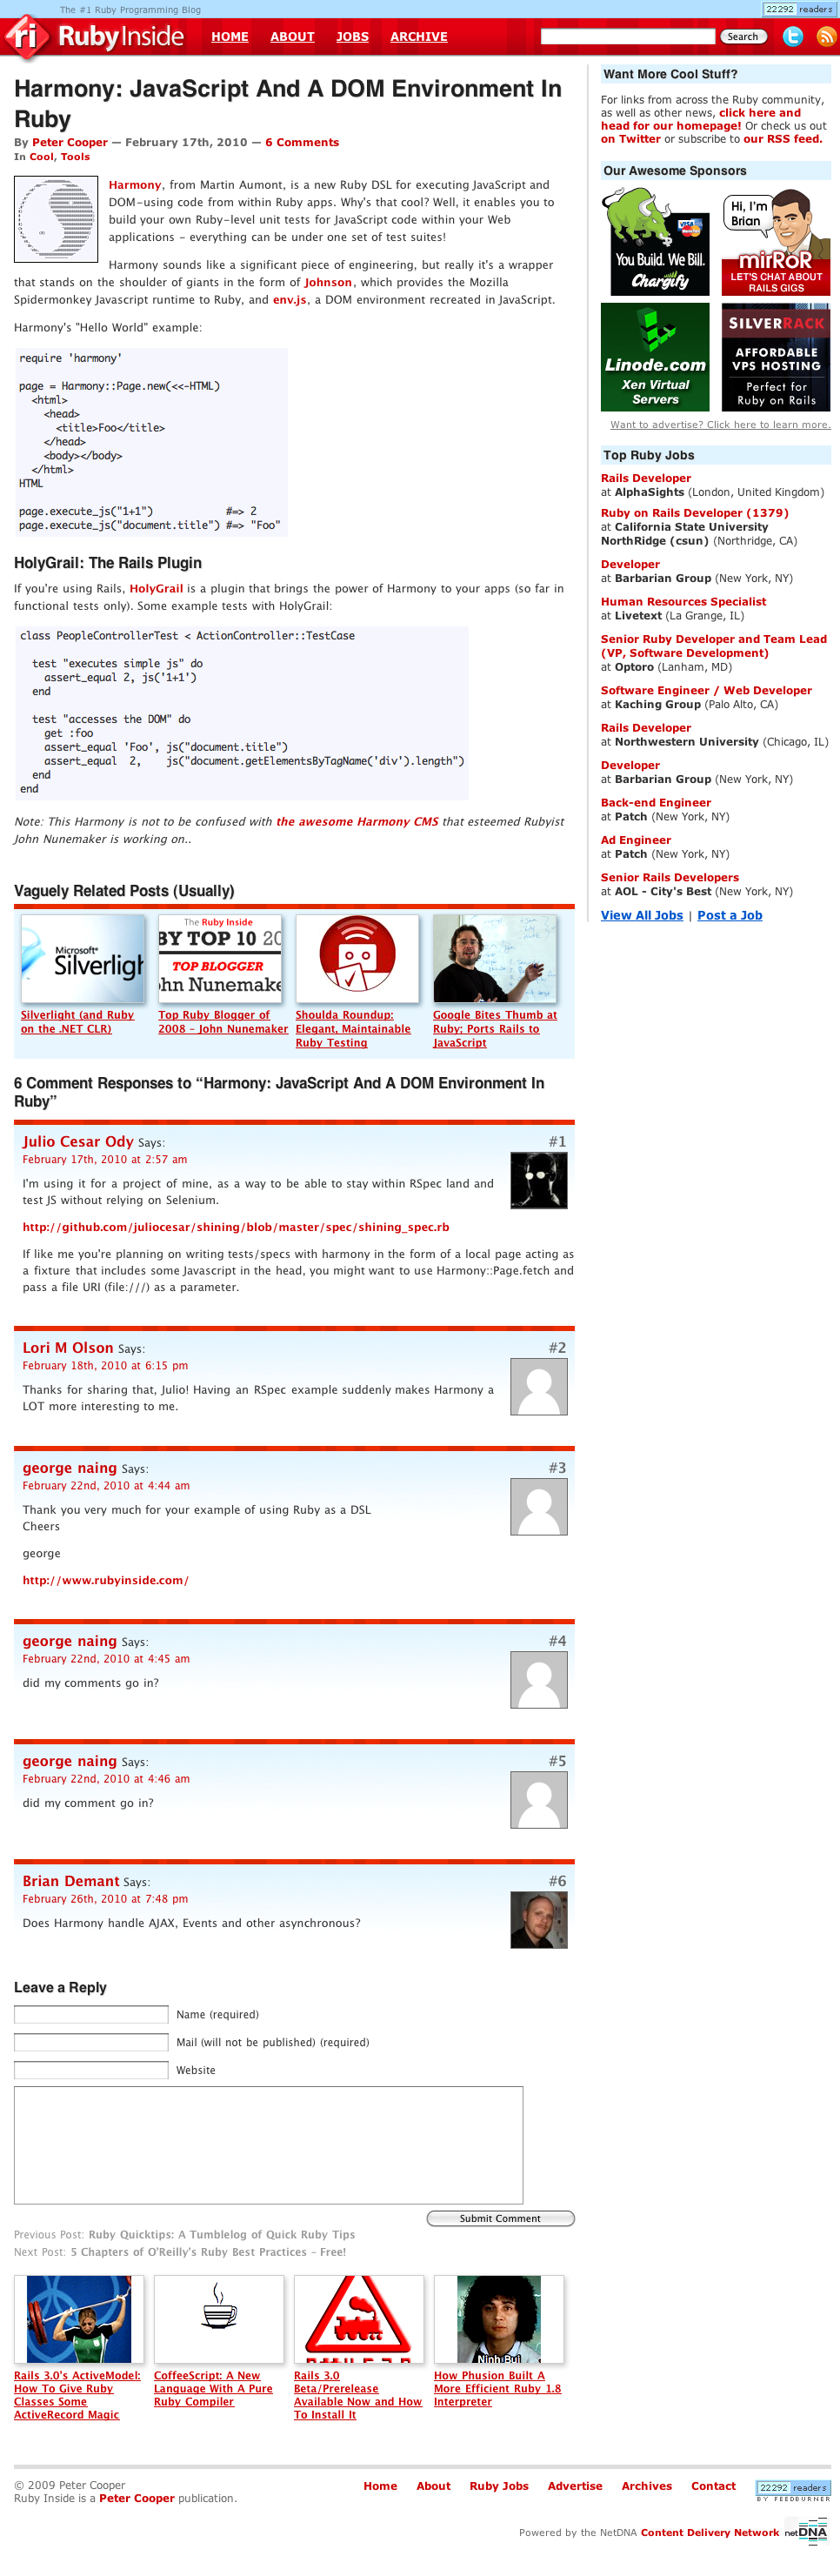 The #1 Ruby Programming Blog
22292 readers
ri RubyInside
HOME ABOUT JOBS ARCHIVE
Search
Harmony: JavaScript And A DOM Environment In
Ruby
By Peter Cooper — February 17th, 2010 — 6 Comments
In Cool, Tools
Harmony, from Martin Aumont, is a new Ruby DSL for executing JavaScript and
DOM-using code from within Ruby apps. Why's that cool? Well, it enables you to
build your own Ruby-level unit tests for JavaScript code within your Web
applications - everything can be under one set of test suites!
Harmony sounds like a significant piece of engineering, but really it's a wrapper
that stands on the shoulder of giants in the form of Johnson, which provides the Mozilla
Spidermonkey Javascript runtime to Ruby, and env.js, a DOM environment recreated in JavaScript.
Harmony's "Hello World" example:
require 'harmony'
page = Harmony::Page.new(<<-HTML)
<html>
<head>
<title>Foo</title>
</head>
<body></body>
</html>
HTML
page.execute_js("1+1") #=> 2
page.execute_js("document.title") #=> "Foo"
HolyGrail: The Rails Plugin
If you're using Rails, HolyGrail is a plugin that brings the power of Harmony to your apps (so far in
functional tests only). Some example tests with HolyGrail:
class PeopleControllerTest < ActionController::TestCase
test "executes simple js" do
assert_equal 2, js('1+1')
end
test "accesses the DOM" do
get :foo
assert_equal 'Foo', js("document.title")
assert_equal 2, js("document.getElementsByTagName('div').length")
end
end
Note: This Harmony is not to be confused with the awesome Harmony CMS that esteemed Rubyist
John Nunemaker is working on..
Vaguely Related Posts (Usually)
Microsoft® Silverligh
The Ruby Inside
BY TOP 10 20
TOP BLOGGER
ohn Nunemake
Silverlight (and Ruby
on the .NET CLR)
Top Ruby Blogger of
2008 - John Nunemaker
Shoulda Roundup:
Elegant, Maintainable
Ruby Testing
Google Bites Thumb at
Ruby; Ports Rails to
JavaScript
6 Comment Responses to “Harmony: JavaScript And A DOM Environment In
Ruby”
Julio Cesar Ody Says: #1
February 17th, 2010 at 2:57 am
I'm using it for a project of mine, as a way to be able to stay within RSpec land and
test JS without relying on Selenium.
http://github.com/juliocesar/shining/blob/master/spec/shining_spec.rb
If like me you're planning on writing tests/specs with harmony in the form of a local page acting as
a fixture that includes some Javascript in the head, you might want to use Harmony::Page.fetch and
pass a file URI (file:///) as a parameter.
Lori M Olson Says: #2
February 18th, 2010 at 6:15 pm
Thanks for sharing that, Julio! Having an RSpec example suddenly makes Harmony a
LOT more interesting to me.
george naing Says: #3
February 22nd, 2010 at 4:44 am
Thank you very much for your example of using Ruby as a DSL
Cheers
george
http://www.rubyinside.com/
george naing Says: #4
February 22nd, 2010 at 4:45 am
did my comments go in?
george naing Says: #5
February 22nd, 2010 at 4:46 am
did my comment go in?
Brian Demant Says: #6
February 26th, 2010 at 7:48 pm
Does Harmony handle AJAX, Events and other asynchronous?
Leave a Reply
Name (required)
Mail (will not be published) (required)
Website
Submit Comment
Previous Post: Ruby Quicktips: A Tumblelog of Quick Ruby Tips
Next Post: 5 Chapters of O'Reilly's Ruby Best Practices - Free!
Ninh Bui
Rails 3.0's ActiveModel:
How To Give Ruby
Classes Some
ActiveRecord Magic
CoffeeScript: A New
Language With A Pure
Ruby Compiler
Rails 3.0
Beta/Prerelease
Available Now and How
To Install It
How Phusion Built A
More Efficient Ruby 1.8
Interpreter
Want More Cool Stuff?
For links from across the Ruby community,
as well as other news, click here and
head for our homepage! Or check us out
on Twitter or subscribe to our RSS feed.
Our Awesome Sponsors
VISA
You Build. We Bill.
Chargify
Hi, I'm
Brian
mirRoR
LET'S CHAT ABOUT
RAILS GIGS
Linode.com
Xen Virtual
Servers
SILVERRACK
AFFORDABLE
VPS HOSTING
Perfect for
Ruby on Rails
Want to advertise? Click here to learn more.
Top Ruby Jobs
Rails Developer
at AlphaSights (London, United Kingdom)
Ruby on Rails Developer (1379)
at California State University
NorthRidge (csun) (Northridge, CA)
Developer
at Barbarian Group (New York, NY)
Human Resources Specialist
at Livetext (La Grange, IL)
Senior Ruby Developer and Team Lead
(VP, Software Development)
at Optoro (Lanham, MD)
Software Engineer / Web Developer
at Kaching Group (Palo Alto, CA)
Rails Developer
at Northwestern University (Chicago, IL)
Developer
at Barbarian Group (New York, NY)
Back-end Engineer
at Patch (New York, NY)
Ad Engineer
at Patch (New York, NY)
Senior Rails Developers
at AOL - City's Best (New York, NY)
View All Jobs | Post a Job
© 2009 Peter Cooper
Ruby Inside is a Peter Cooper publication.
Home About Ruby Jobs Advertise Archives Contact
22292 readers
BY FEEDBURNER
Powered by the NetDNA Content Delivery Network netDNA